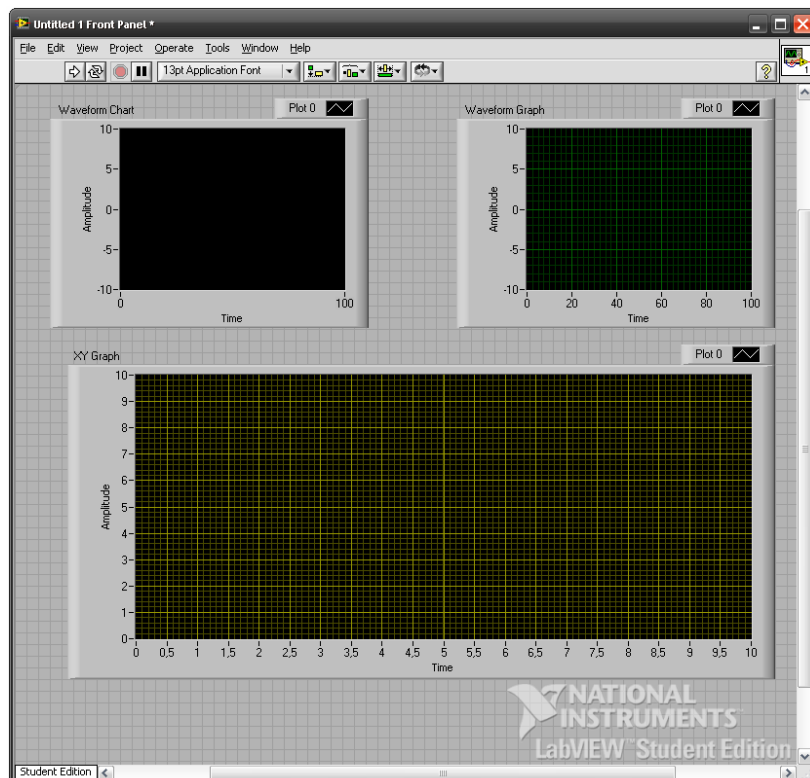 Untitled 1 Front Panel *
File Edit View Project Operate Tools Window Help
13pt Application Font
?
1
Waveform Chart
Plot 0
10
5
0
-5
-10
Amplitude
0 100
Time
Waveform Graph
Plot 0
10
5
0
-5
-10
Amplitude
0 20 40 60 80 100
Time
XY Graph
Plot 0
10
9
8
7
6
5
4
3
2
1
0
Amplitude
0 0,5 1 1,5 2 2,5 3 3,5 4 4,5 5 5,5 6 6,5 7 7,5 8 8,5 9 9,5 10
Time
NATIONAL
INSTRUMENTS™
LabVIEW™ Student Edition
Student Edition